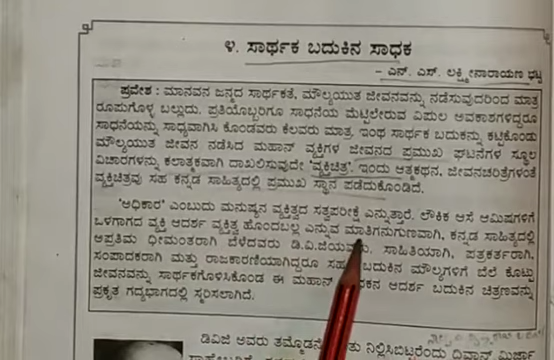 ೪. ಸಾರ್ಥಕ ಬದುಕಿನ ಸಾಧಕ
– ಎನ್. ಎಸ್. ಲಕ್ಷ್ಮೀನಾರಾಯಣ ಭಟ್ಟ
ಪ್ರವೇಶ : ಮಾನವನ ಜನ್ಮದ ಸಾರ್ಥಕತೆ, ಮೌಲ್ಯಯುತ ಜೀವನವನ್ನು ನಡೆಸುವುದರಿಂದ ಮಾತ್ರ
ರೂಪುಗೊಳ್ಳ ಬಲ್ಲುದು. ಪ್ರತಿಯೊಬ್ಬರಿಗೂ ಸಾಧನೆಯ ಮೆಟ್ಟಿಲೇರುವ ವಿಪುಲ ಅವಕಾಶಗಳಿದ್ದರೂ
ಸಾಧನೆಯನ್ನು ಸಾಧ್ಯವಾಗಿಸಿ ಕೊಂಡವರು ಕೆಲವರು ಮಾತ್ರ. ಇಂಥ ಸಾರ್ಥಕ ಬದುಕನ್ನು ಕಟ್ಟಿಕೊಂಡು
ಮೌಲ್ಯಯುತ ಜೀವನ ನಡೆಸಿದ ಮಹಾನ್ ವ್ಯಕ್ತಿಗಳ ಜೀವನದ ಪ್ರಮುಖ ಘಟನೆಗಳ ಸ್ಥೂಲ
ವಿಚಾರಗಳನ್ನು ಕಲಾತ್ಮಕವಾಗಿ ದಾಖಲಿಸುವುದೇ 'ವ್ಯಕ್ತಿಚಿತ್ರ'. ಇಂದು ಆತ್ಮಕಥನ, ಜೀವನಚರಿತ್ರೆಗಳಂತೆ
ವ್ಯಕ್ತಿಚಿತ್ರವು ಸಹ ಕನ್ನಡ ಸಾಹಿತ್ಯದಲ್ಲಿ ಪ್ರಮುಖ ಸ್ಥಾನ ಪಡೆದುಕೊಂಡಿದೆ.
'ಅಧಿಕಾರ' ಎಂಬುದು ಮನುಷ್ಯನ ವ್ಯಕ್ತಿತ್ವದ ಸತ್ವಪರೀಕ್ಷೆ ಎನ್ನುತ್ತಾರೆ. ಲೌಕಿಕ ಆಸೆ ಆಮಿಷಗಳಿಗೆ
ಒಳಗಾಗದ ವ್ಯಕ್ತಿ ಆದರ್ಶ ವ್ಯಕ್ತಿತ್ವ ಹೊಂದಬಲ್ಲ ಎನ್ನುವ ಮಾತಿಗನುಗುಣವಾಗಿ, ಕನ್ನಡ ಸಾಹಿತ್ಯದಲ್ಲಿ
ಅಪ್ರತಿಮ ಧೀಮಂತರಾಗಿ ಬೆಳೆದವರು ಸಾಹಿತಿಯಾಗಿ, ಪತ್ರಕರ್ತರಾಗಿ,
ಸಂಪಾದಕರಾಗಿ ಮತ್ತು ರಾಜಕಾರಣಿಯಾಗಿದ್ದರೂ ಸಹ ಬದುಕಿನ ಮೌಲ್ಯಗಳಿಗೆ ಬೆಲೆ ಕೊಟ್ಟು
ಜೀವನವನ್ನು ಸಾರ್ಥಕಗೊಳಿಸಿಕೊಂಡ ಈ ಮಹಾನ್ ಆದರ್ಶ ಬದುಕಿನ ಚಿತ್ರಣವನ್ನು
ಪ್ರಕೃತ ಗದ್ಯಭಾಗದಲ್ಲಿ ಸ್ಮರಿಸಲಾಗಿದೆ.
ಡಿವಿಜಿ ಅವರು ನಿಲ್ಲಿಸಿಬಿಟ್ಟರೆಂದು ದಿವಾನ್ ಮಿರ್ಜಾ